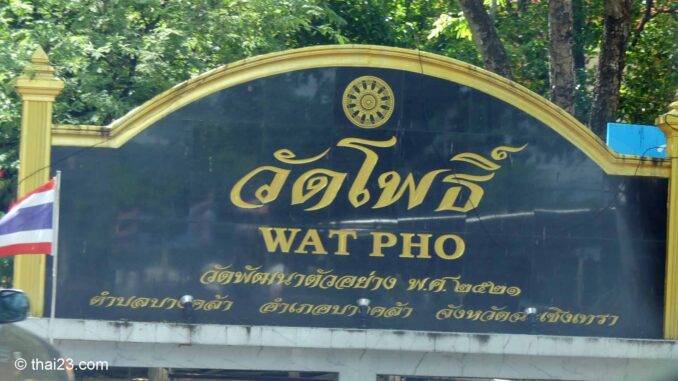 วัดโพธิ์
WAT PHO
วัดพัฒนาตัวอย่าง พ.ศ.๒๕๒๑
ตำบลบางคล้า อำเภอบางคล้า จังหวัดฉะเชิงเทรา
© thai23.com